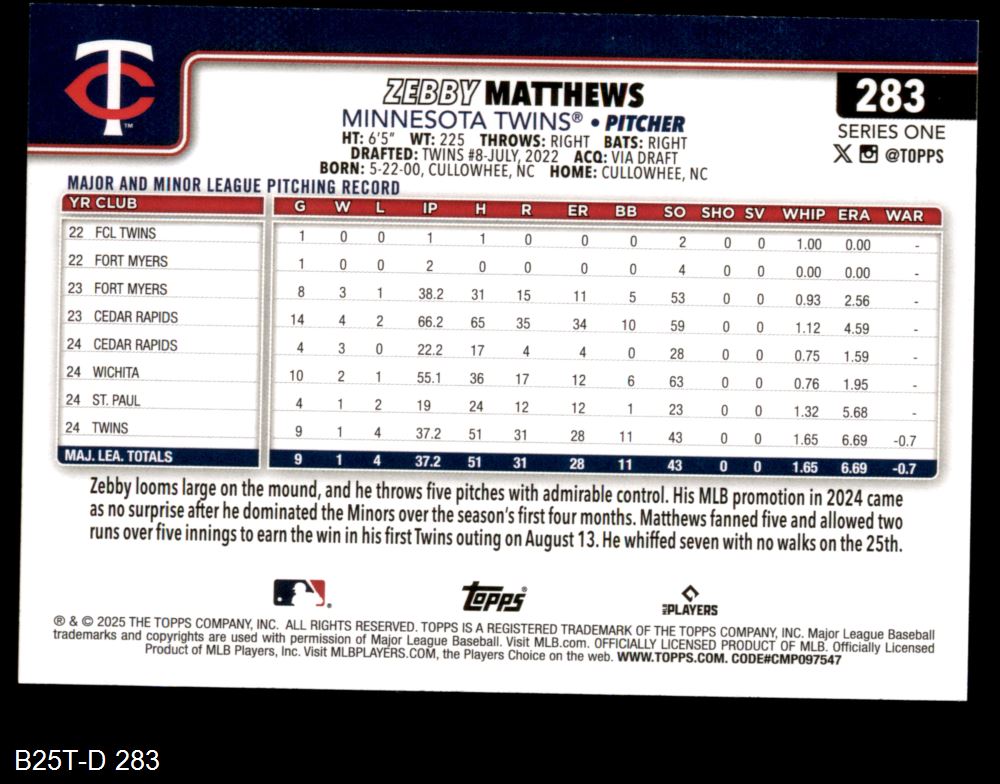 TC™
ZEBBY MATTHEWS
283
MINNESOTA TWINS® • PITCHER
SERIES ONE
HT: 6'5" WT: 225 THROWS: RIGHT BATS: RIGHT
@TOPPS
DRAFTED: TWINS #8-JULY, 2022 ACQ: VIA DRAFT
BORN: 5-22-00, CULLOWHEE, NC HOME: CULLOWHEE, NC
MAJOR AND MINOR LEAGUE PITCHING RECORD
YR CLUB G W L IP H R ER BB SO SHO SV WHIP ERA WAR
22 FCL TWINS 1 0 0 1 1 0 0 0 2 0 0 1.00 0.00 -
22 FORT MYERS 1 0 0 2 0 0 0 0 4 0 0 0.00 0.00 -
23 FORT MYERS 8 3 1 38.2 31 15 11 5 53 0 0 0.93 2.56 -
23 CEDAR RAPIDS 14 4 2 66.2 65 35 34 10 59 0 0 1.12 4.59 -
24 CEDAR RAPIDS 4 3 0 22.2 17 4 4 0 28 0 0 0.75 1.59 -
24 WICHITA 10 2 1 55.1 36 17 12 6 63 0 0 0.76 1.95 -
24 ST. PAUL 4 1 2 19 24 12 12 1 23 0 0 1.32 5.68 -
24 TWINS 9 1 4 37.2 51 31 28 11 43 0 0 1.65 6.69 -0.7
MAJ. LEA. TOTALS 9 1 4 37.2 51 31 28 11 43 0 0 1.65 6.69 -0.7
Zebby looms large on the mound, and he throws five pitches with admirable control. His MLB promotion in 2024 came
as no surprise after he dominated the Minors over the season's first four months. Matthews fanned five and allowed two
runs over five innings to earn the win in his first Twins outing on August 13. He whiffed seven with no walks on the 25th.
Topps®
MLB PLAYERS
® & © 2025 THE TOPPS COMPANY, INC. ALL RIGHTS RESERVED. TOPPS IS A REGISTERED TRADEMARK OF THE TOPPS COMPANY, INC. Major League Baseball
trademarks and copyrights are used with permission of Major League Baseball. Visit MLB.com. OFFICIALLY LICENSED PRODUCT OF MLB. Officially Licensed
Product of MLB Players, Inc. Visit MLBPLAYERS.COM, the Players Choice on the web. WWW.TOPPS.COM. CODE#CMP097547
B25T-D 283